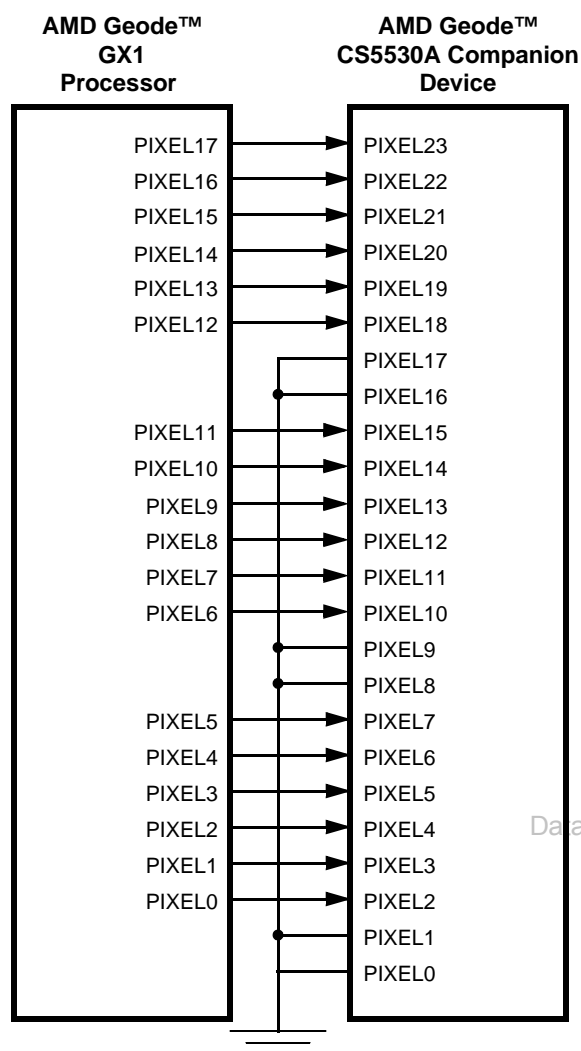 AMD Geode™
GX1
Processor
AMD Geode™
CS5530A Companion
Device
PIXEL17 PIXEL23
PIXEL16 PIXEL22
PIXEL15 PIXEL21
PIXEL14 PIXEL20
PIXEL13 PIXEL19
PIXEL12 PIXEL18
PIXEL17
PIXEL16
PIXEL11 PIXEL15
PIXEL10 PIXEL14
PIXEL9 PIXEL13
PIXEL8 PIXEL12
PIXEL7 PIXEL11
PIXEL6 PIXEL10
PIXEL9
PIXEL8
PIXEL5 PIXEL7
PIXEL4 PIXEL6
PIXEL3 PIXEL5
PIXEL2 PIXEL4
PIXEL1 PIXEL3
PIXEL0 PIXEL2
PIXEL1
PIXEL0